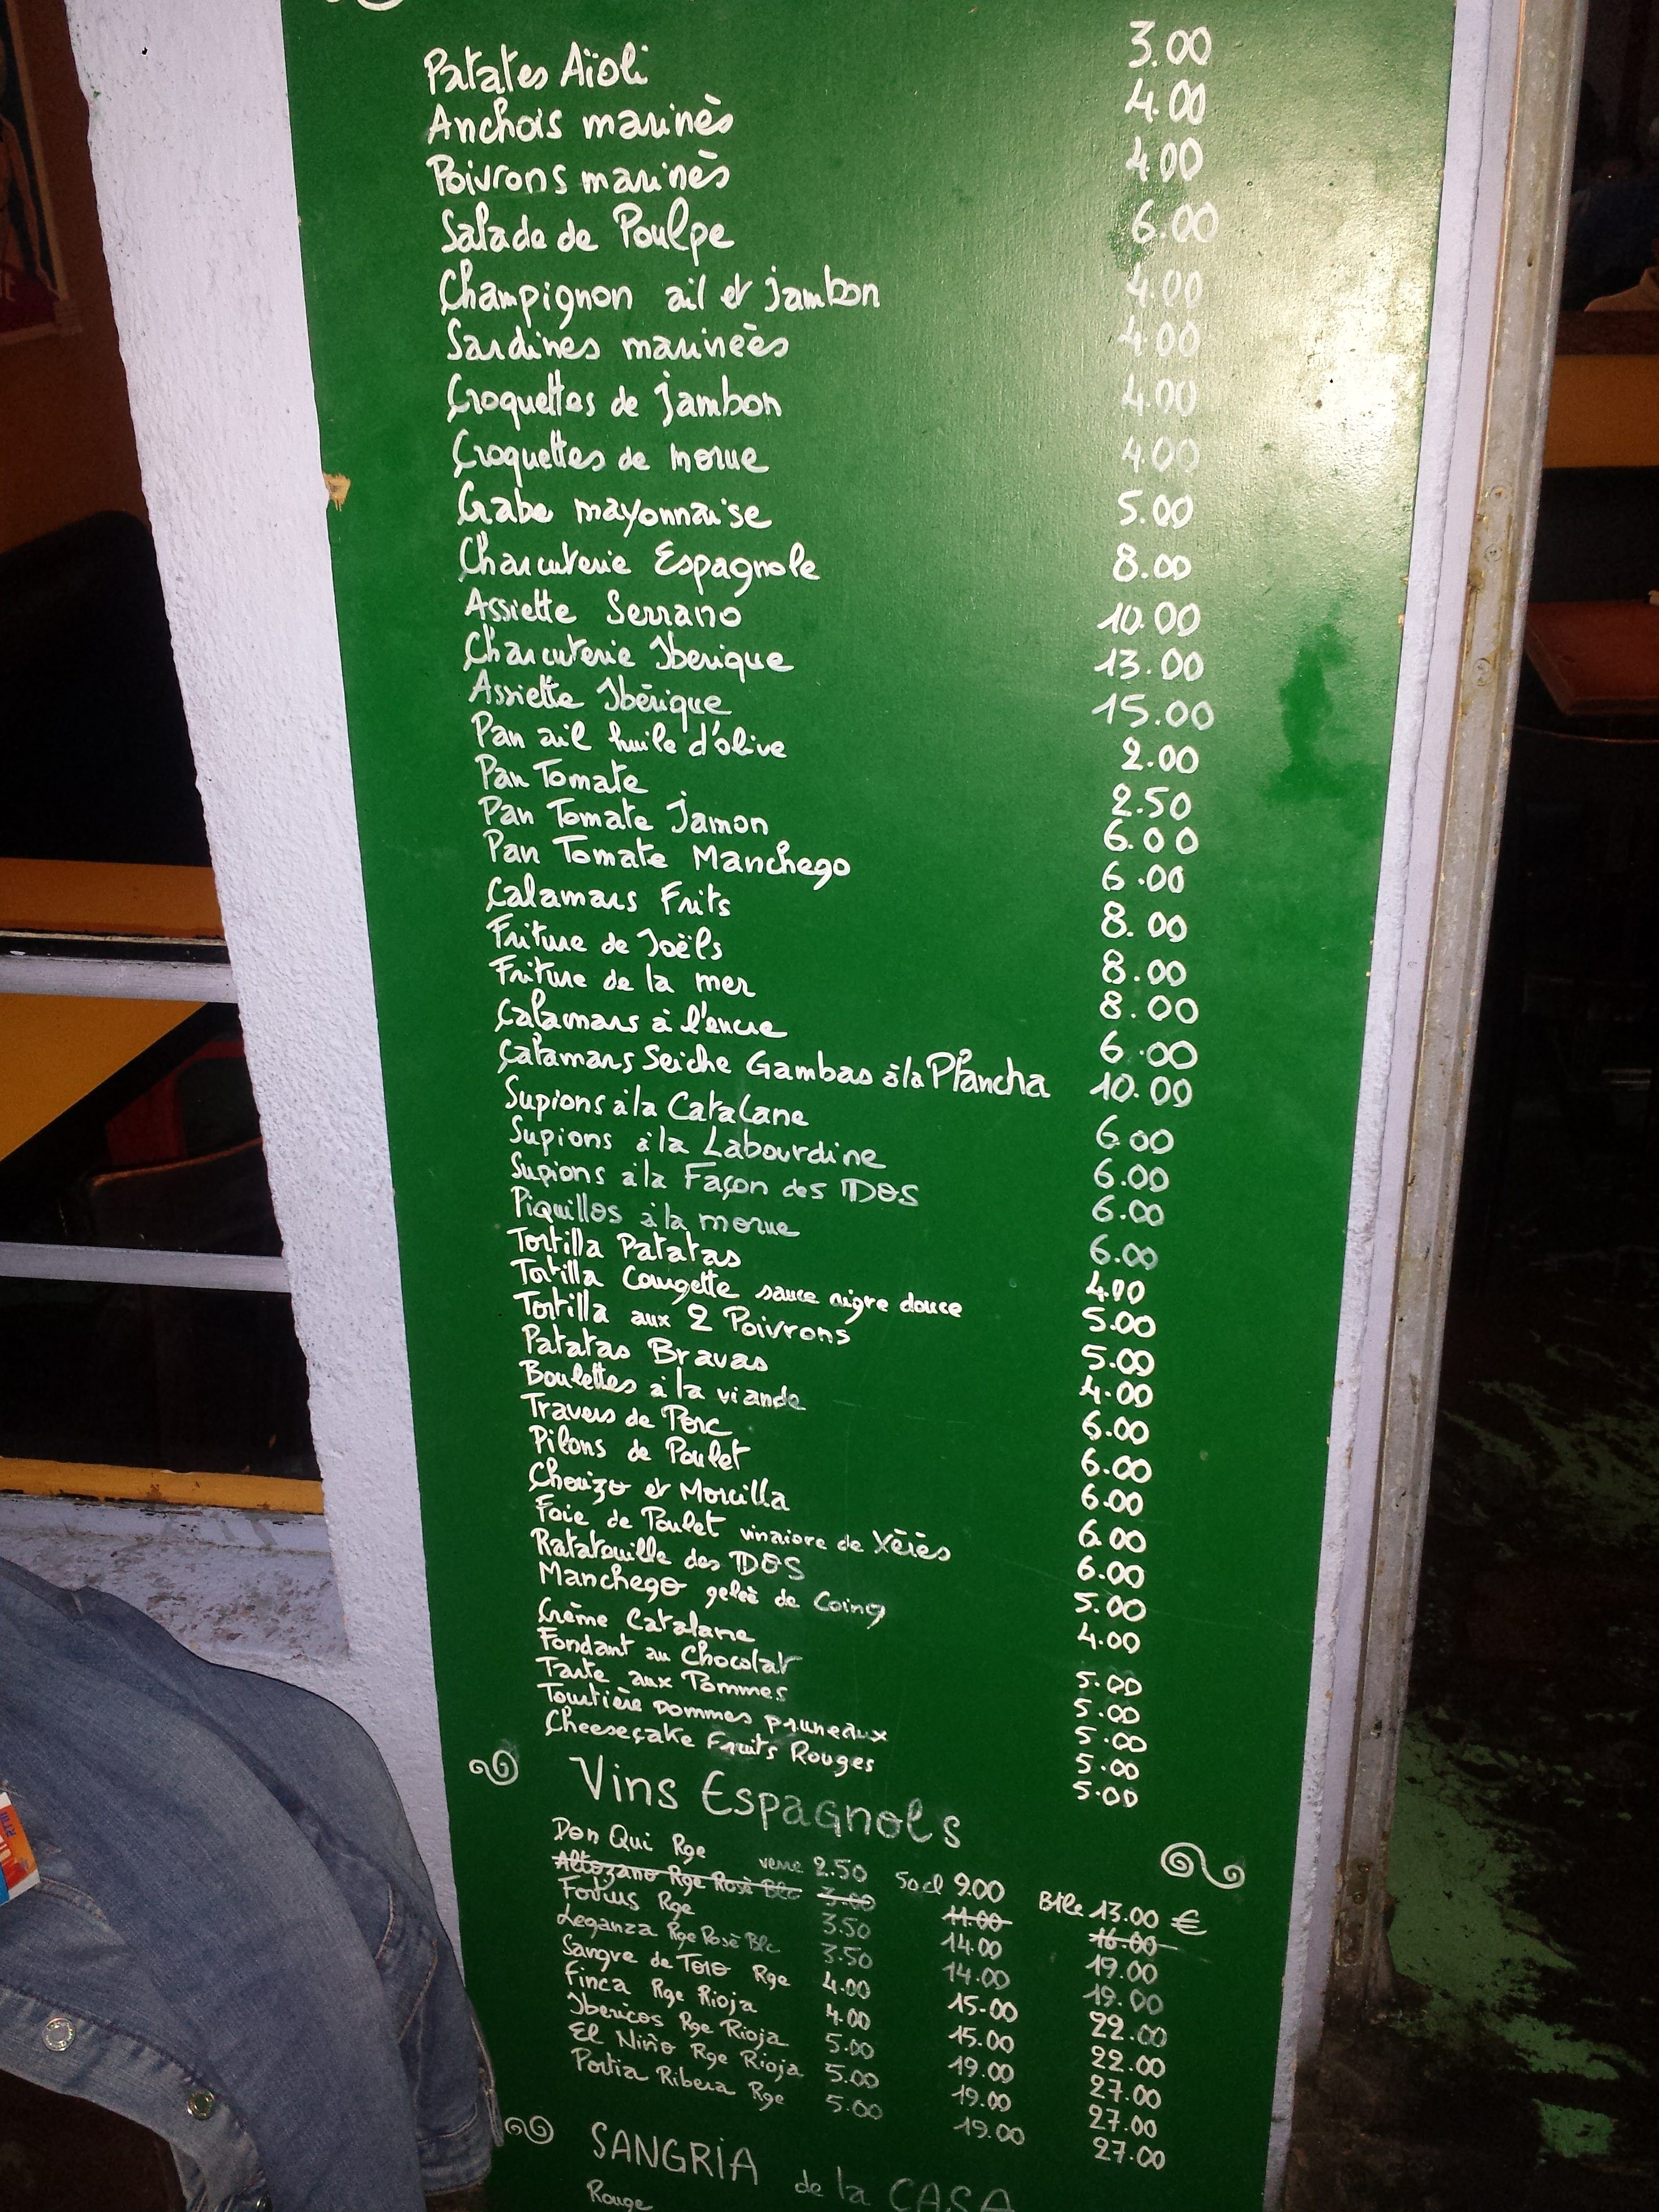 Patates Aïoli 3.00
Anchois marinès 4.00
Poivrons marinès 4.00
Salade de Poulpe 6.00
Champignon ail et jambon 4.00
Sardines marineès 4.00
Croquettes de jambon 4.00
Croquettes de morue 4.00
Crabe mayonnaise 5.00
Charcuterie Espagnole 8.00
Assiette Serrano 10.00
Charcuterie Iberique 13.00
Assiette Ibérique 15.00
Pan ail huile d'olive 2.00
Pan Tomate 2.50
Pan Tomate Jamon 6.00
Pan Tomate Manchego 6.00
Calamars Frits 8.00
Friture de Joëls 8.00
Friture de la mer 8.00
Calamars à l'encre 6.00
Calamars Seiche Gambas à la Plancha 10.00
Supions à la Catalane 6.00
Supions à la Labourdine 6.00
Supions à la Façon des IDOS 6.00
Piquillos à la morue 6.00
Tortilla Patatas 4.00
Tortilla Courgette sauce aigre douce 5.00
Tortilla aux 2 Poivrons 5.00
Patatas Bravas 4.00
Boulettes à la viande 6.00
Travers de Porc 6.00
Pilons de Poulet 6.00
Chorizo et Morcilla 6.00
Foie de Poulet vinaigre de Xérès 6.00
Ratatouille des IDOS 5.00
Manchego geleè de Coing 4.00
Crème Catalane 5.00
Fondant au Chocolat 5.00
Tarte aux Pommes 5.00
Tourtière pommes pruneaux 5.00
Cheesecake Fruits Rouges 5.00
Vins Espagnols
Don Qui Rge verre 2.50 50cl 9.00 Btle 13.00 €
Altozano Rge Rosè Blc 3.00 11.00 16.00
Fortius Rge 3.50 14.00 19.00
Leganza Rge Rosè Blc 3.50 14.00 19.00
Sangre de Toro Rge 4.00 15.00 22.00
Finca Rge Rioja 4.00 15.00 22.00
Ibericos Rge Rioja 5.00 19.00 27.00
El Niño Rge Rioja 5.00 19.00 27.00
Portia Ribera Rge 5.00 19.00 27.00
SANGRiA de la CASA
Rouge